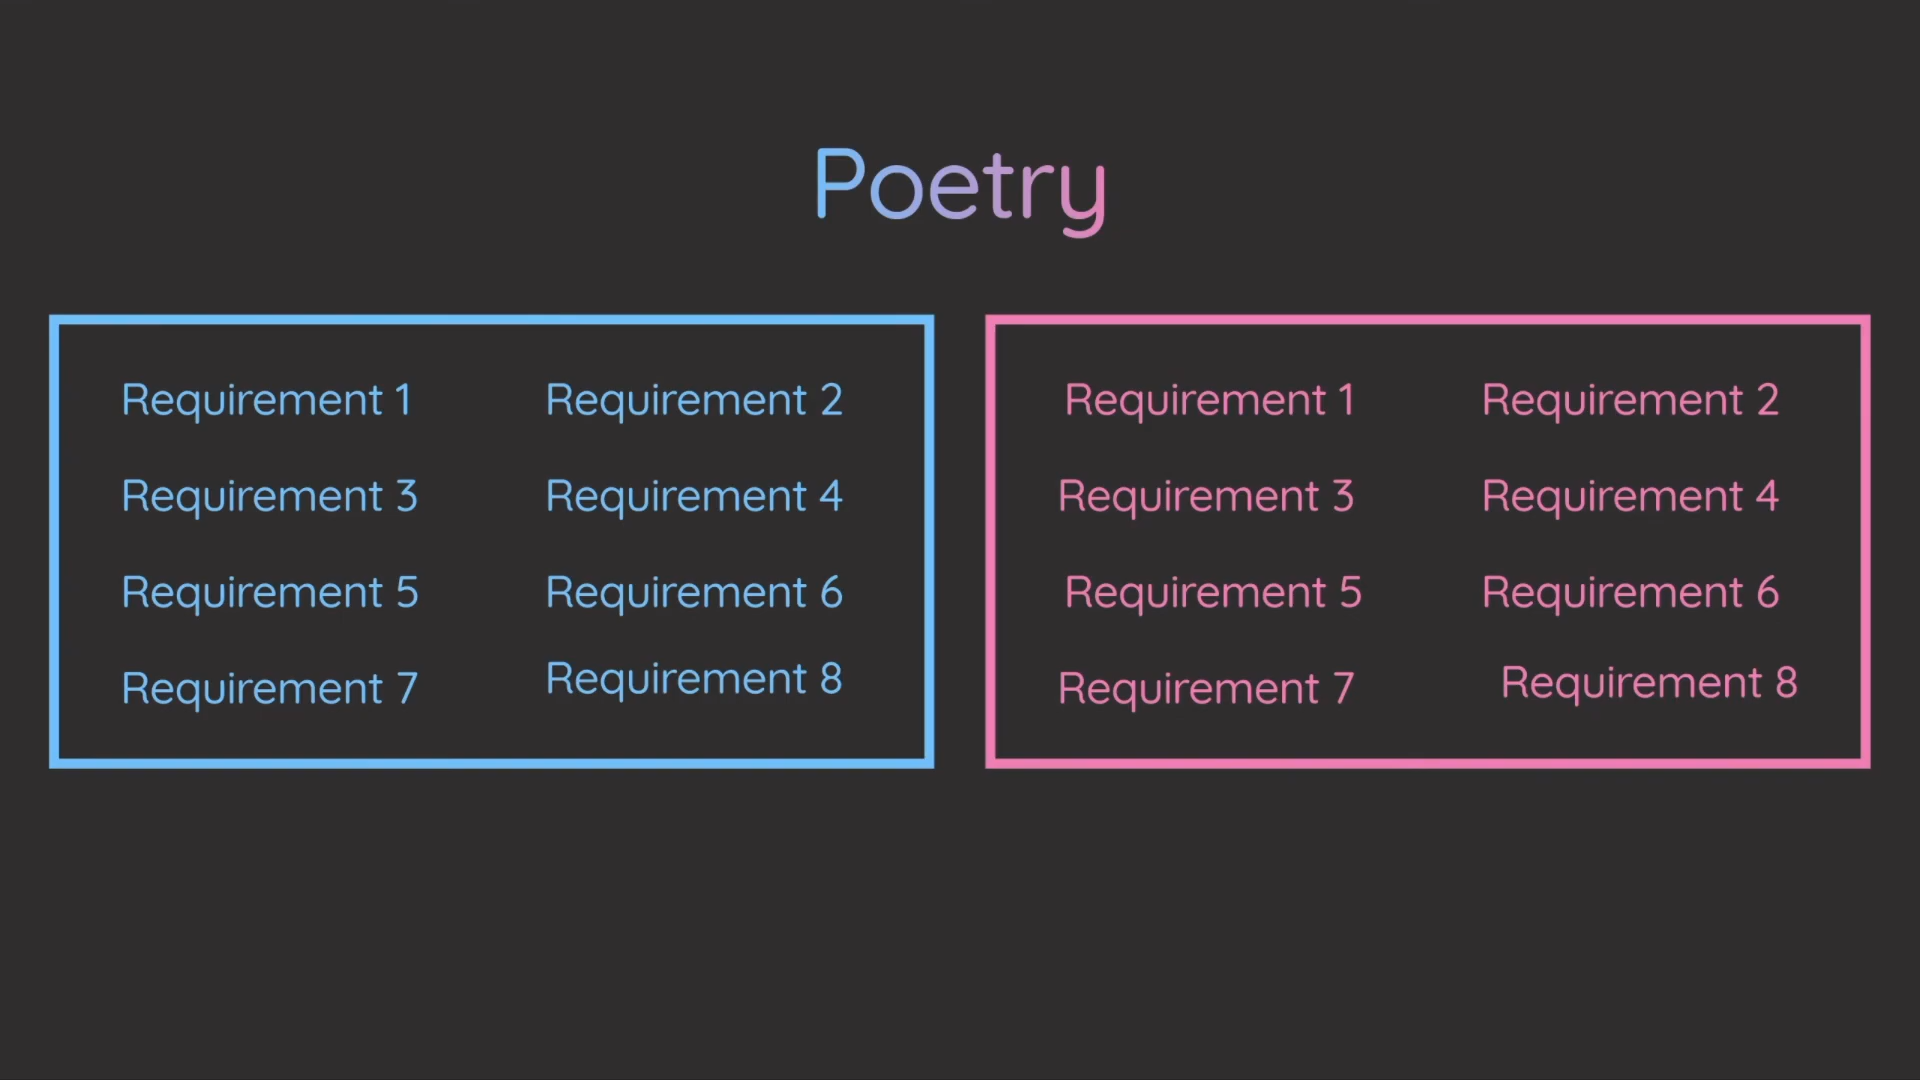 Poetry
Requirement 1 Requirement 2
Requirement 3 Requirement 4
Requirement 5 Requirement 6
Requirement 7 Requirement 8
Requirement 1 Requirement 2
Requirement 3 Requirement 4
Requirement 5 Requirement 6
Requirement 7 Requirement 8